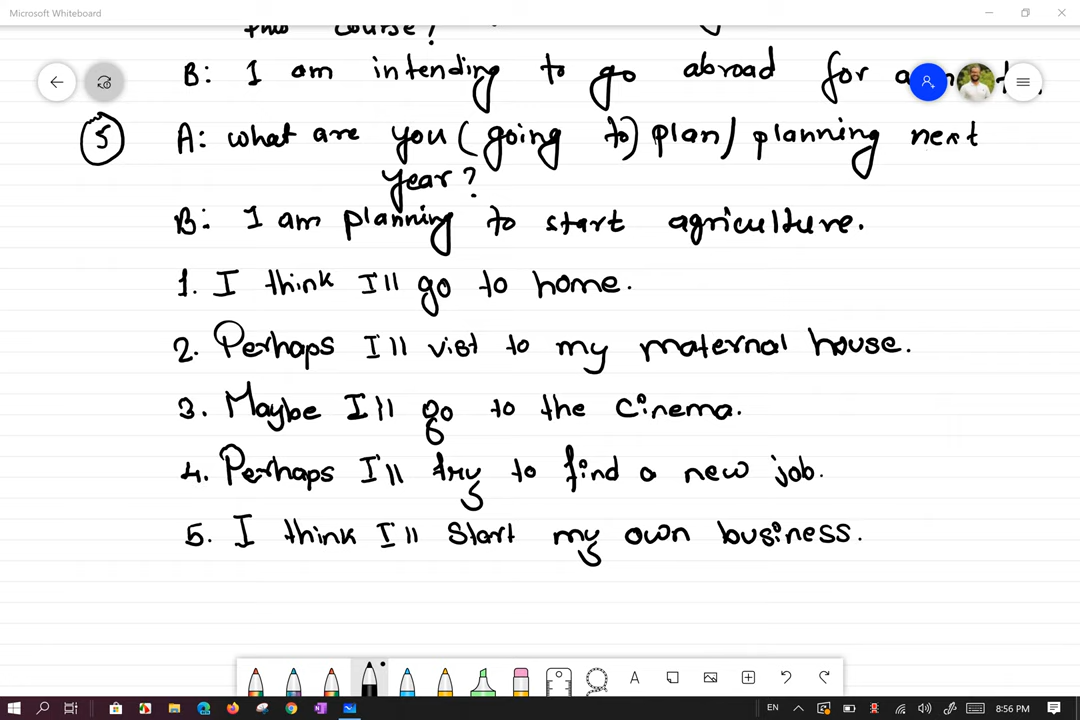 Microsoft Whiteboard
this course?
B: I am intending to go abroad for a
5 A: what are you (going to) plan/planning next
year?
B: I am planning to start agriculture.
1. I think I'll go to home.
2. Perhaps I'll vist to my maternal house.
3. Maybe I'll go to the cinema.
4. Perhaps I'll try to find a new job.
5. I think I'll start my own business.
A
EN 8:56 PM